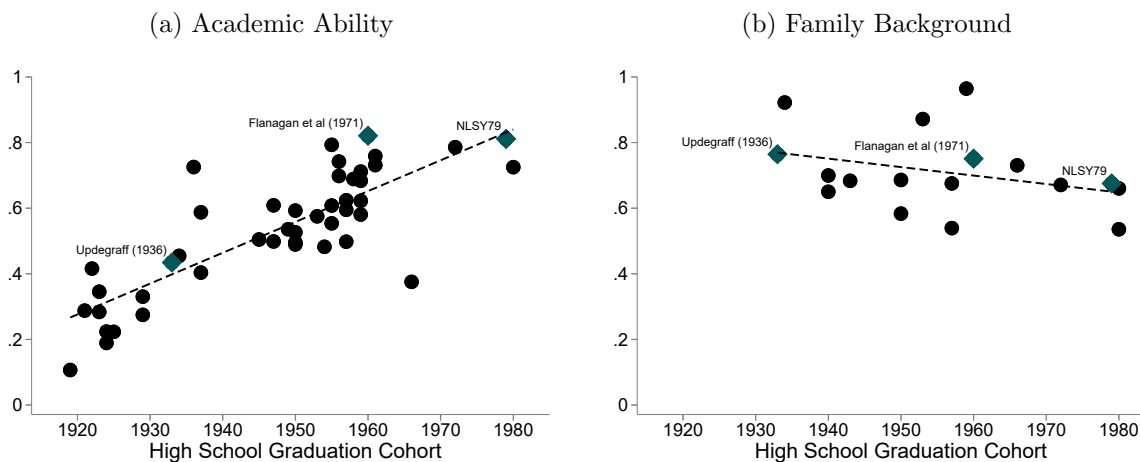 (a) Academic Ability
1
.8
.6
.4
.2
0
Flanagan et al (1971)
NLSY79
Updegraff (1936)
1920 1930 1940 1950 1960 1970 1980
High School Graduation Cohort
(b) Family Background
1
.8
.6
.4
.2
0
Updegraff (1936)
Flanagan et al (1971)
NLSY79
1920 1930 1940 1950 1960 1970 1980
High School Graduation Cohort